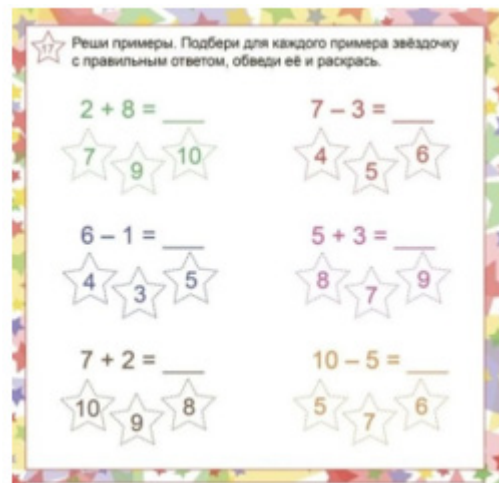 17 Реши примеры. Подбери для каждого примера звёздочку
с правильным ответом, обведи её и раскрась.
2 + 8 = ___
7 9 10
7 – 3 = ___
4 5 6
6 – 1 = ___
4 3 5
5 + 3 = ___
8 7 9
7 + 2 = ___
10 9 8
10 – 5 = ___
5 7 6